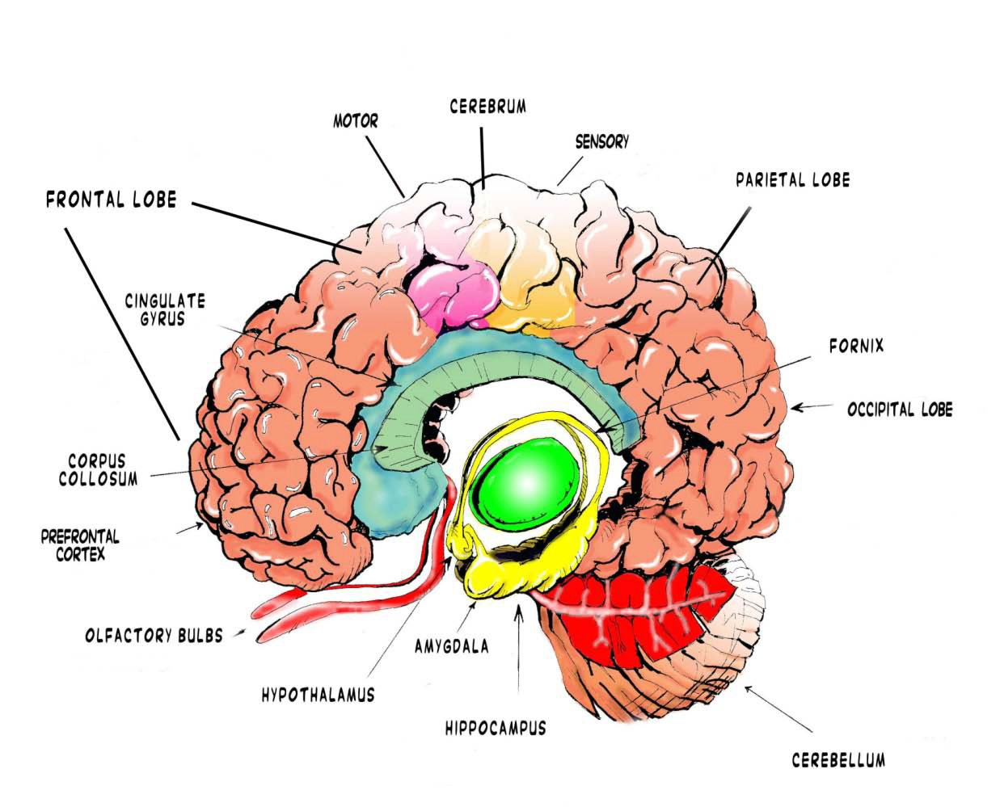 CEREBRUM
MOTOR
SENSORY
PARIETAL LOBE
FRONTAL LOBE
CINGULATE
GYRUS
FORNIX
OCCIPITAL LOBE
CORPUS
COLLOSUM
PREFRONTAL
CORTEX
OLFACTORY BULBS
AMYGDALA
HYPOTHALAMUS
HIPPOCAMPUS
CEREBELLUM